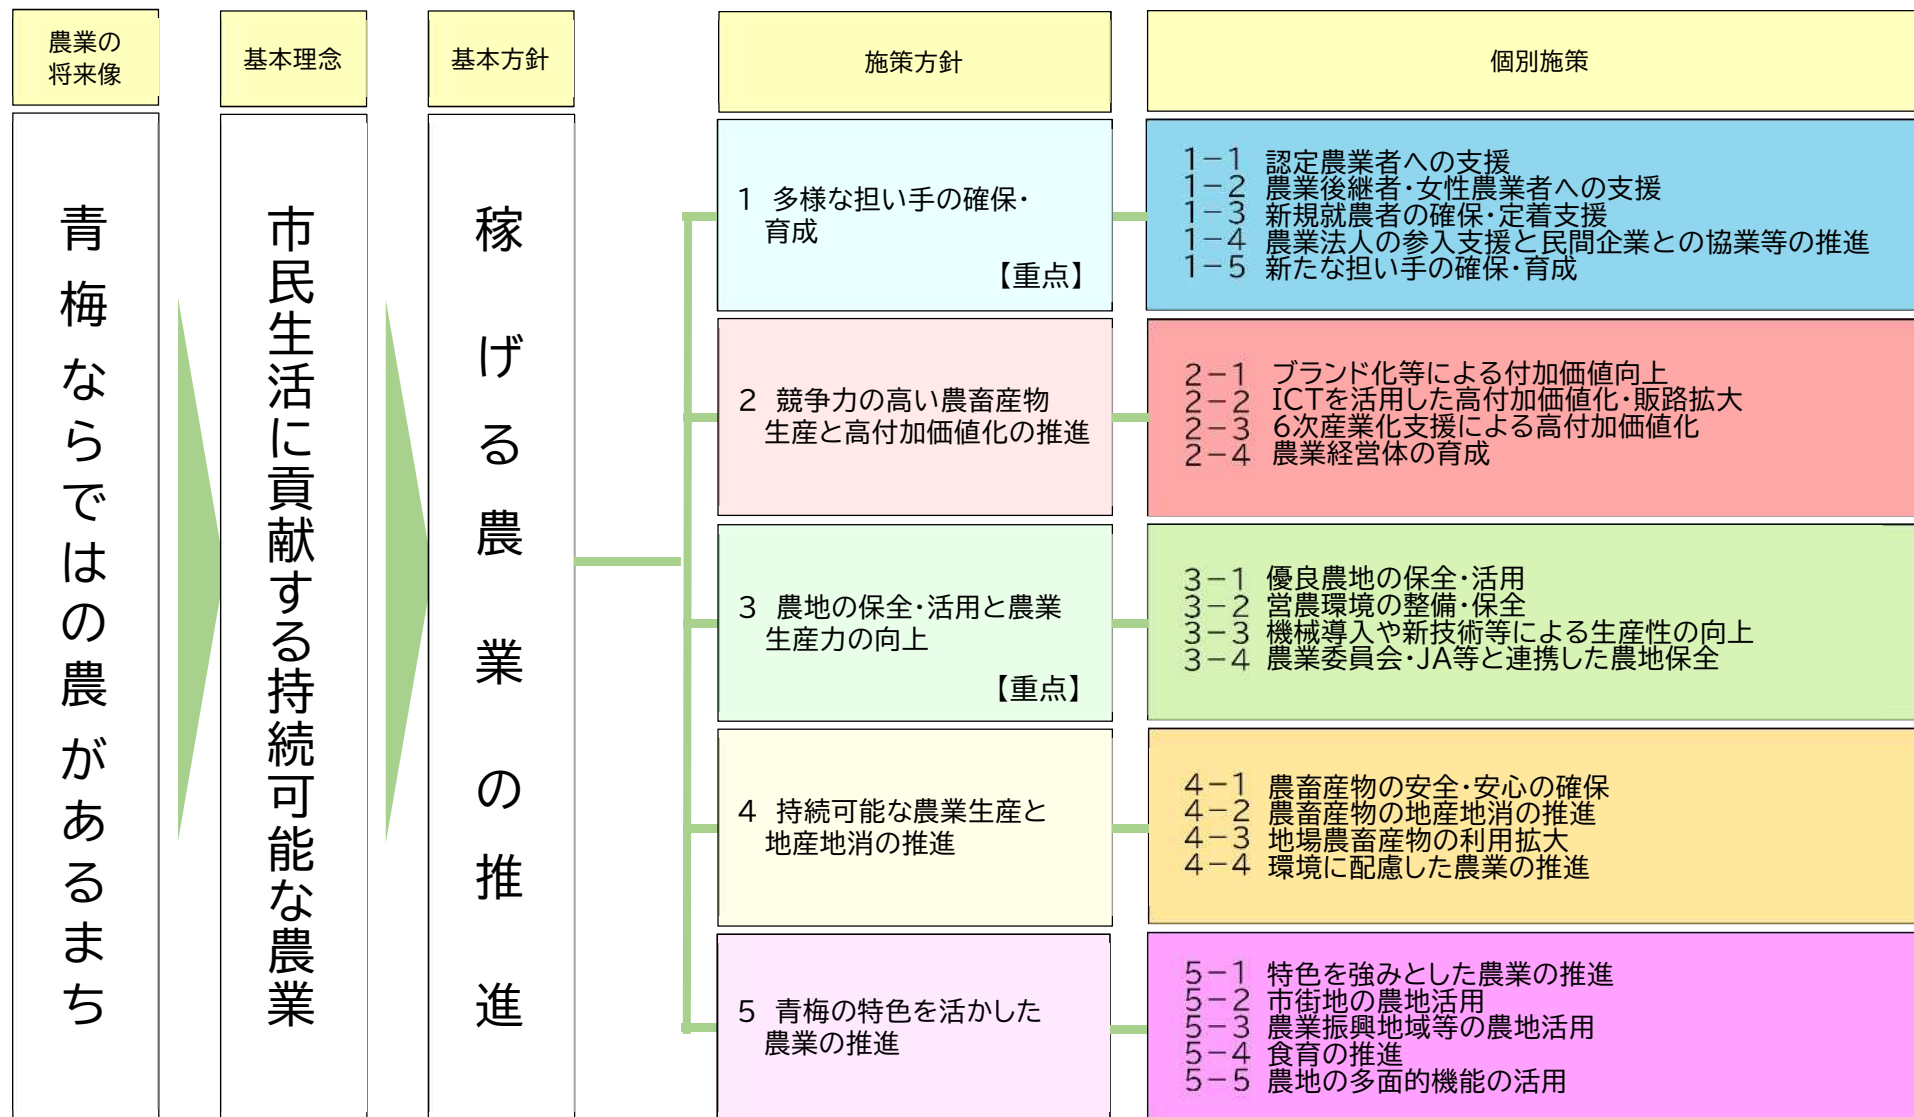 農業の
将来像
基本理念
基本方針
施策方針
個別施策
青梅ならではの農があるまち
市民生活に貢献する持続可能な農業
稼げる農業の推進
1 多様な担い手の確保・
育成
【重点】
1－1 認定農業者への支援
1－2 農業後継者・女性農業者への支援
1－3 新規就農者の確保・定着支援
1－4 農業法人の参入支援と民間企業との協業等の推進
1－5 新たな担い手の確保・育成
2 競争力の高い農畜産物
生産と高付加価値化の推進
2－1 ブランド化等による付加価値向上
2－2 ICTを活用した高付加価値化・販路拡大
2－3 6次産業化支援による高付加価値化
2－4 農業経営体の育成
3 農地の保全・活用と農業
生産力の向上
【重点】
3－1 優良農地の保全・活用
3－2 営農環境の整備・保全
3－3 機械導入や新技術等による生産性の向上
3－4 農業委員会・JA等と連携した農地保全
4 持続可能な農業生産と
地産地消の推進
4－1 農畜産物の安全・安心の確保
4－2 農畜産物の地産地消の推進
4－3 地場農畜産物の利用拡大
4－4 環境に配慮した農業の推進
5 青梅の特色を活かした
農業の推進
5－1 特色を強みとした農業の推進
5－2 市街地の農地活用
5－3 農業振興地域等の農地活用
5－4 食育の推進
5－5 農地の多面的機能の活用